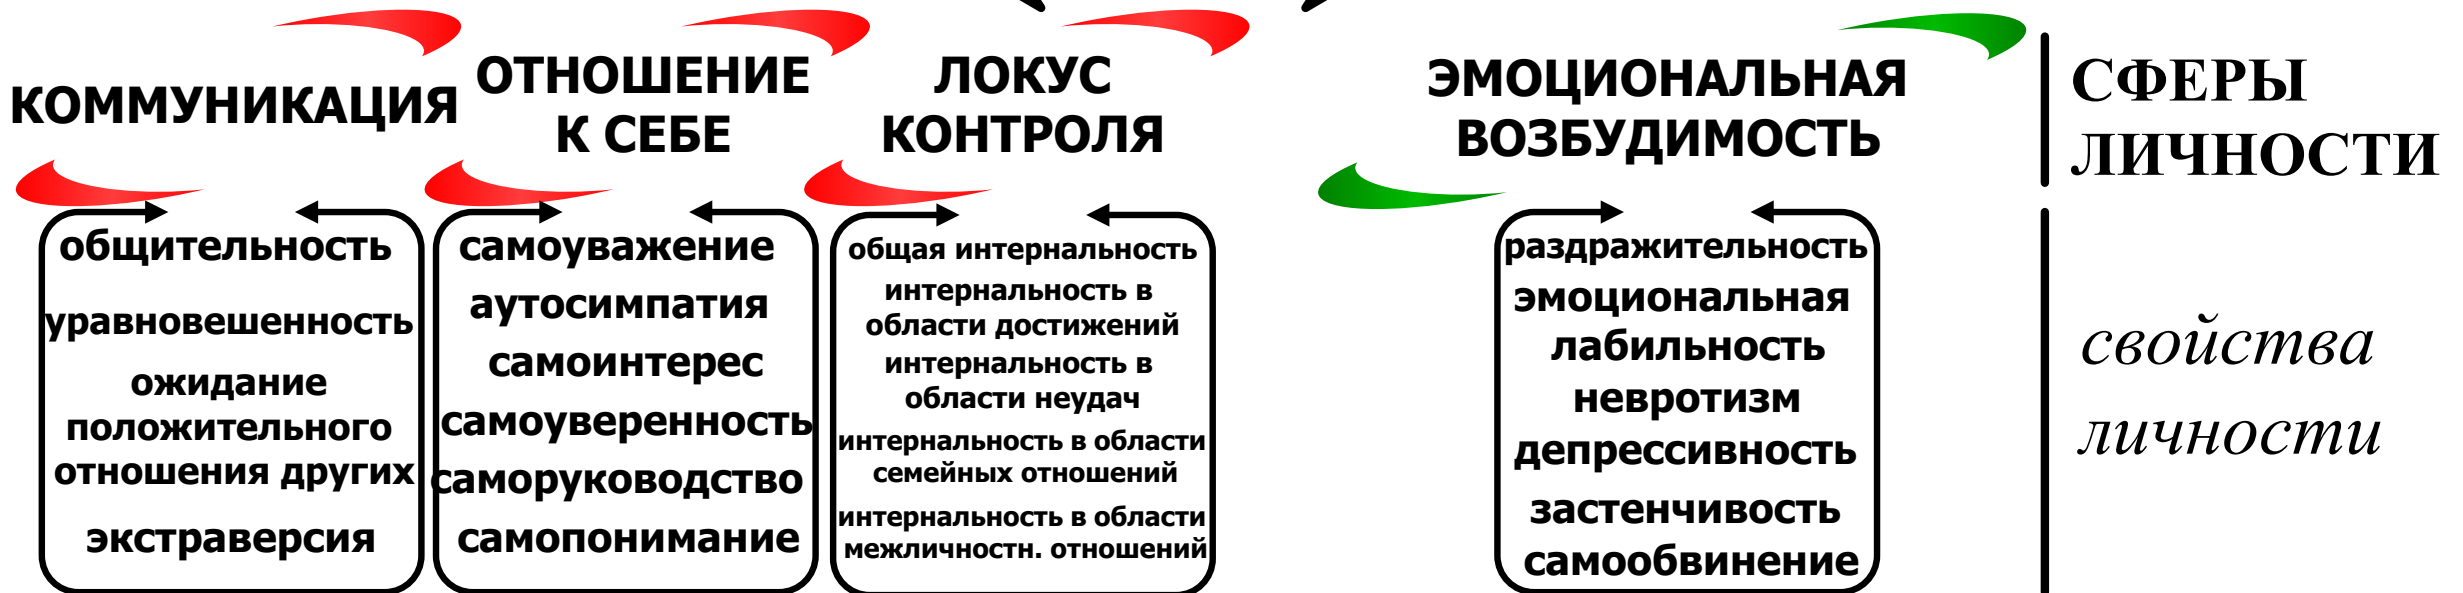 КОММУНИКАЦИЯ
ОТНОШЕНИЕ
К СЕБЕ
ЛОКУС
КОНТРОЛЯ
ЭМОЦИОНАЛЬНАЯ
ВОЗБУДИМОСТЬ
СФЕРЫ
ЛИЧНОСТИ
общительность
уравновешенность
ожидание
положительного
отношения других
экстраверсия
самоуважение
аутосимпатия
самоинтерес
самоуверенность
саморуководство
самопонимание
общая интернальность
интернальность в
области достижений
интернальность в
области неудач
интернальность в области
семейных отношений
интернальность в области
межличностн. отношений
раздражительность
эмоциональная
лабильность
невротизм
депрессивность
застенчивость
самообвинение
свойства
личности